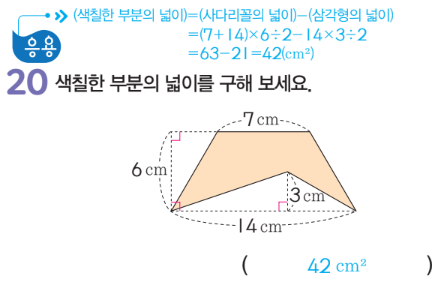 (색칠한 부분의 넓이)=(사다리꼴의 넓이)-(삼각형의 넓이)
=(7+14)×6÷2-14×3÷2
=63-21=42(cm²)
응용
20 색칠한 부분의 넓이를 구해 보세요.
7 cm
6 cm
3 cm
14 cm
( 42 cm² )